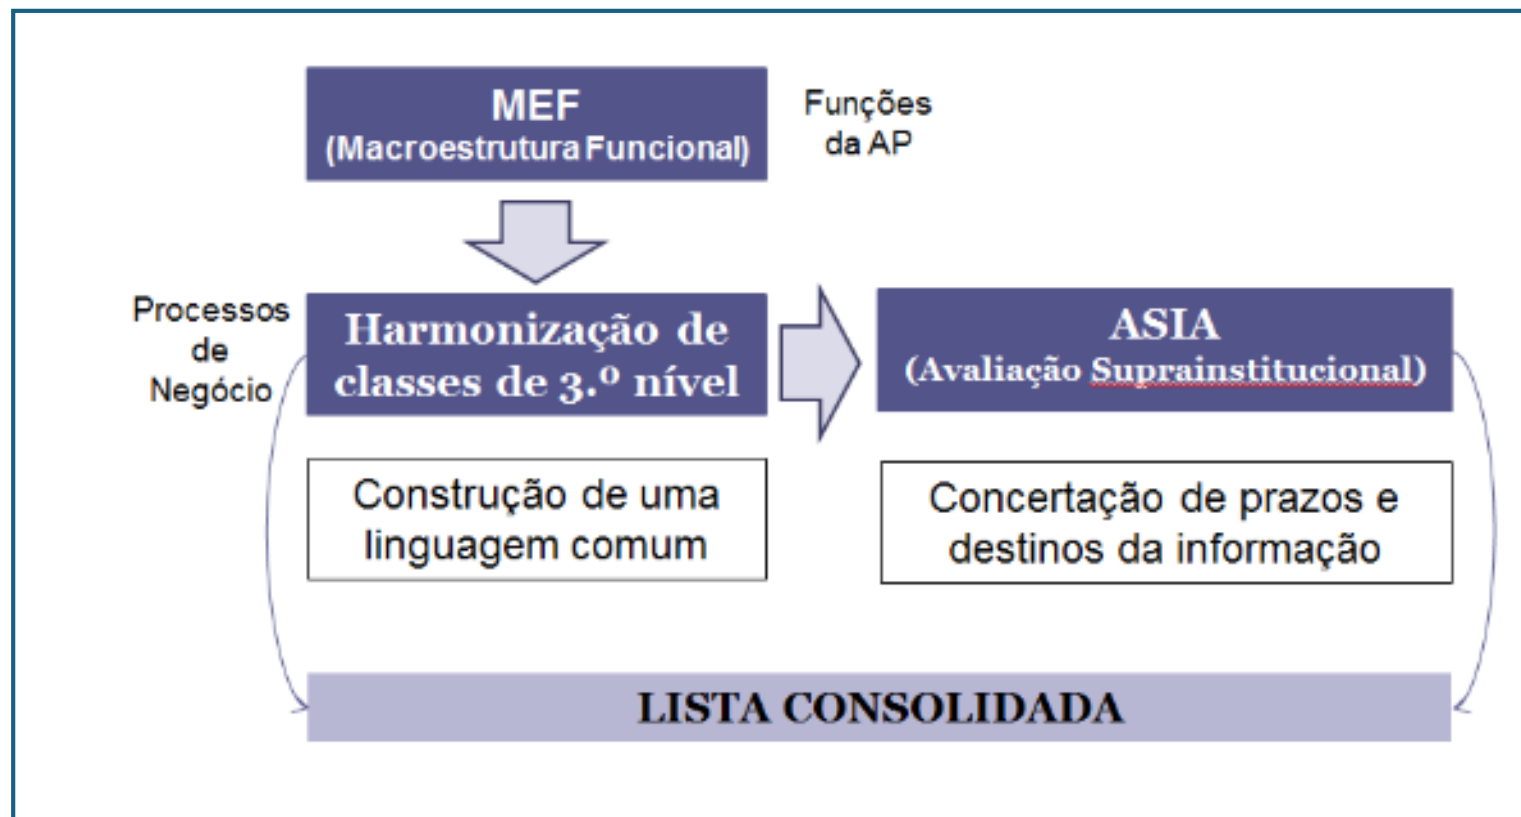 MEF
(Macroestrutura Funcional)
Funções
da AP
Processos
de
Negócio
Harmonização de
classes de 3.º nível
ASIA
(Avaliação Suprainstitucional)
Construção de uma
linguagem comum
Concertação de prazos e
destinos da informação
LISTA CONSOLIDADA